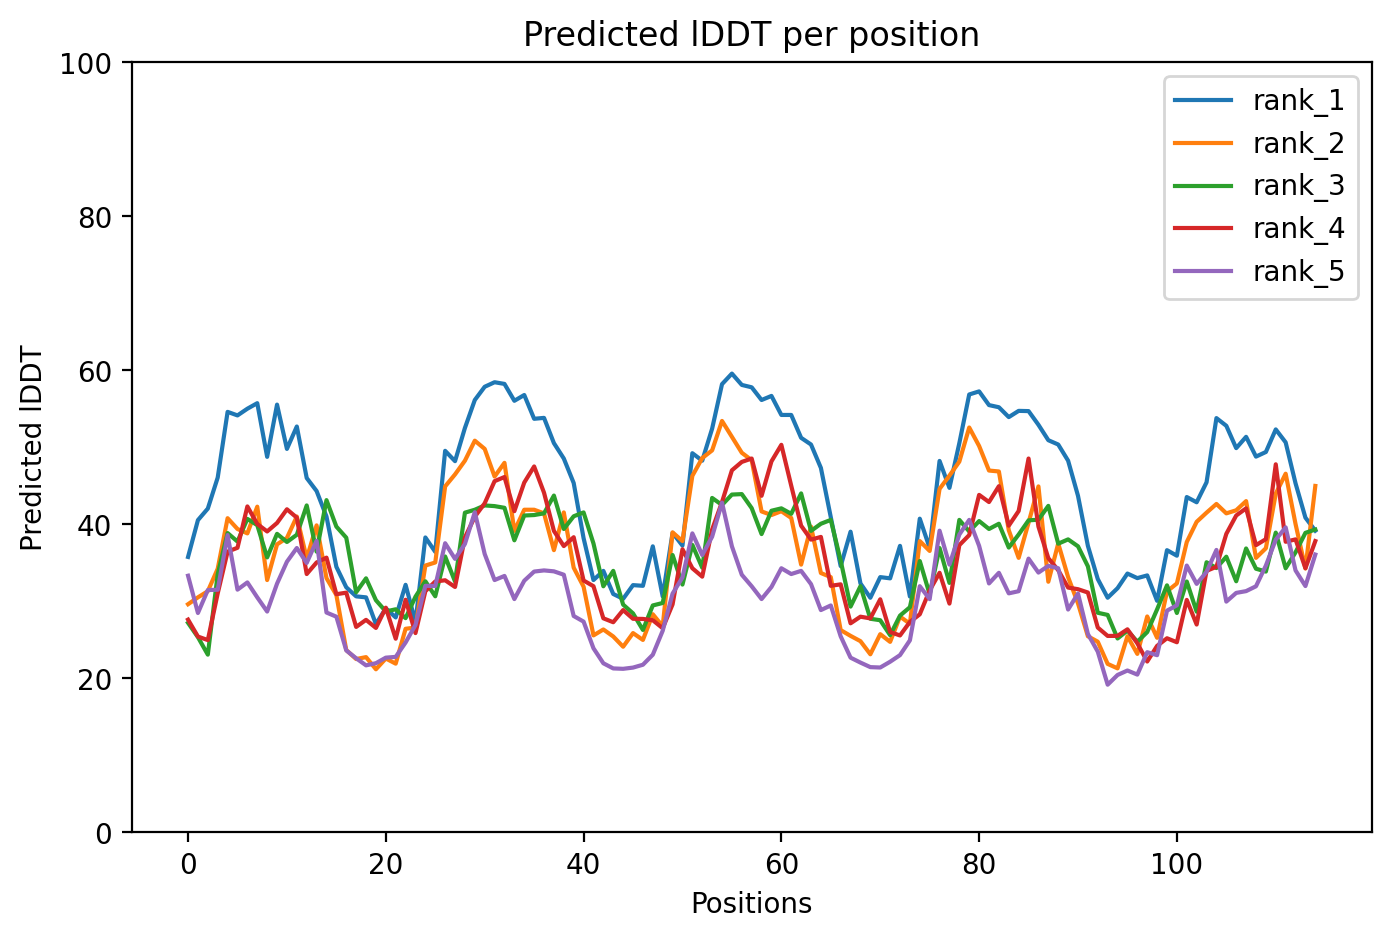 Predicted lDDT per position
100
80
60
40
20
0
Predicted lDDT
0 20 40 60 80 100
Positions
rank_1
rank_2
rank_3
rank_4
rank_5